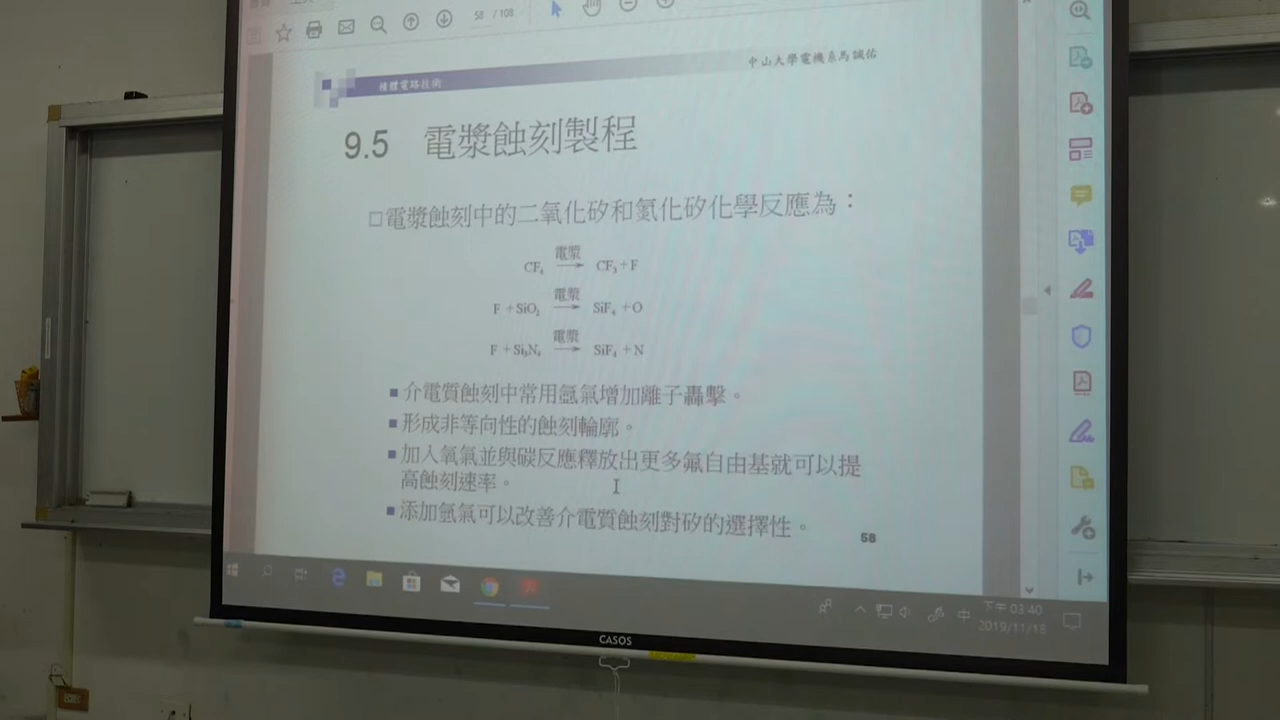 58 / 108
積體電路技術
中山大學電機系馬誠佑
9.5 電漿蝕刻製程
□電漿蝕刻中的二氧化矽和氮化矽化學反應為：
電漿
CF₄ → CF₃+F
電漿
F+SiO₂ → SiF₄+O
電漿
F+Si₃N₄ → SiF₄+N
■介電質蝕刻中常用氬氣增加離子轟擊。
■形成非等向性的蝕刻輪廓。
■加入氧氣並與碳反應釋放出更多氟自由基就可以提
高蝕刻速率。
■添加氫氣可以改善介電質蝕刻對矽的選擇性。
58
中
下午 03:40
2019/11/18
CASOS